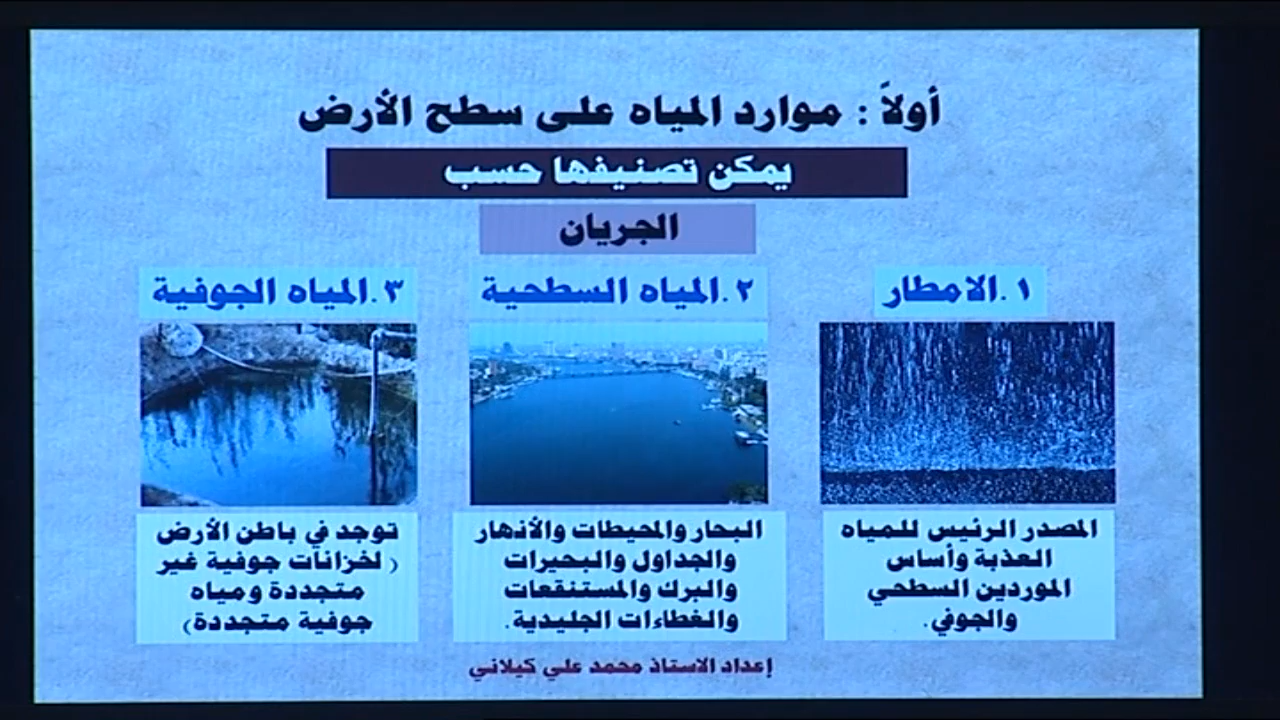 أولاً : موارد المياه على سطح الأرض
يمكن تصنيفها حسب
الجريان
١.الامطار
المصدر الرئيس للمياه
العذبة وأساس
الموردين السطحي
والجوفي.
٢.المياه السطحية
البحار والمحيطات والأنهار
والجداول والبحيرات
والبرك والمستنقعات
والغطاءات الجليدية.
٣.المياه الجوفية
توجد في باطن الأرض
( لخزانات جوفية غير
متجددة ومياه
جوفية متجددة)
إعداد الاستاذ محمد علي كيلاني